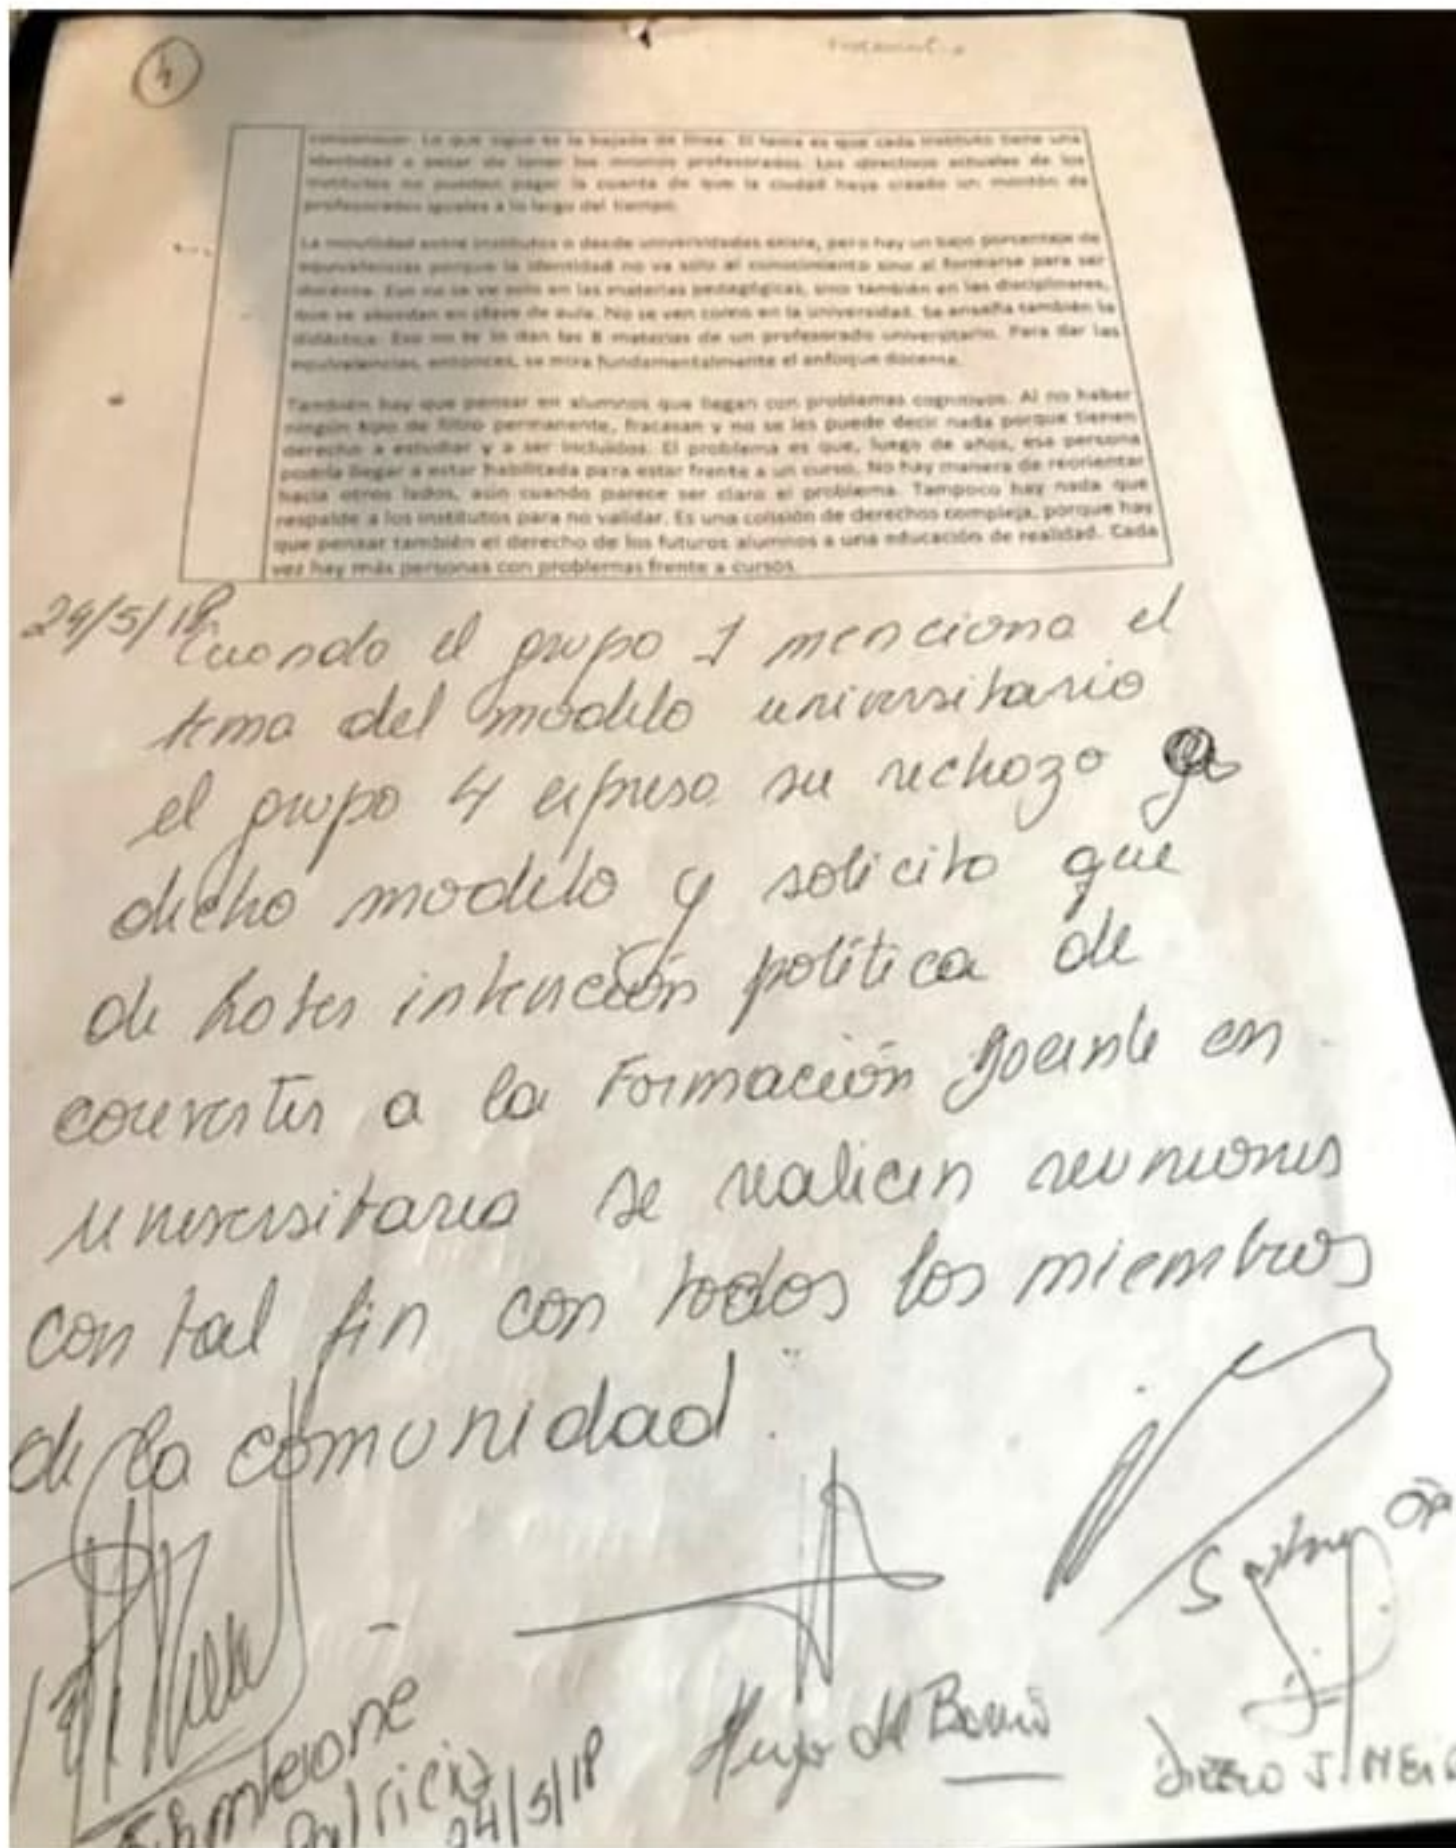 4
consensuar. Lo que sigue es la bajada de línea. El tema es que cada instituto tiene una
identidad a pesar de tener los mismos profesorados. Los directivos actuales de los
institutos no pueden pagar la cuenta de que la ciudad haya creado un montón de
profesorados iguales a lo largo del tiempo.
La movilidad entre institutos o desde universidades existe, pero hay un bajo porcentaje de
equivalencias porque la identidad no va sólo al conocimiento sino al formarse para ser
docente. Eso no se ve solo en las materias pedagógicas, sino también en las disciplinares,
que se abordan en clave de aula. No se ven como en la universidad. Se enseña también la
didáctica. Eso no te lo dan las 8 materias de un profesorado universitario. Para dar las
equivalencias, entonces, se mira fundamentalmente el enfoque docente.
También hay que pensar en alumnos que llegan con problemas cognitivos. Al no haber
ningún tipo de filtro permanente, fracasan y no se les puede decir nada porque tienen
derecho a estudiar y a ser incluidos. El problema es que, luego de años, esa persona
podría llegar a estar habilitada para estar frente a un curso. No hay manera de reorientar
hacia otros lados, aún cuando parece ser claro el problema. Tampoco hay nada que
respalde a los institutos para no validar. Es una colisión de derechos compleja, porque hay
que pensar también el derecho de los futuros alumnos a una educación de realidad. Cada
vez hay más personas con problemas frente a cursos.
24/5/18
Cuando el grupo 1 menciona el
tema del modelo universitario
el grupo 4 expreso su rechazo a
dicho modelo y solicito que
de haber intención política de
convertir a la Formación Docente en
universitaria se realicen reuniones
con tal fin con todos los miembros
de la comunidad.
Patricia
24/5/18
Hugo del Barrio